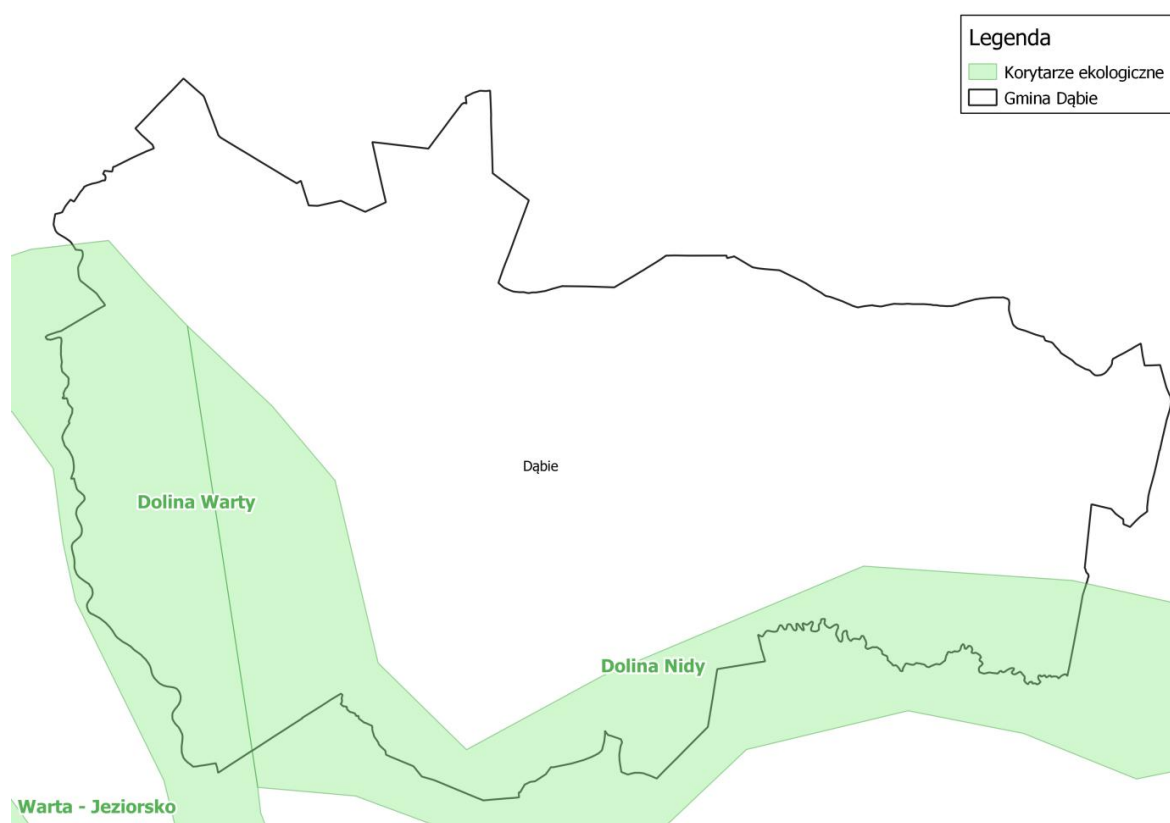 Legenda
Korytarze ekologiczne
Gmina Dąbie
Dąbie
Dolina Warty
Dolina Nidy
Warta - Jeziorsko